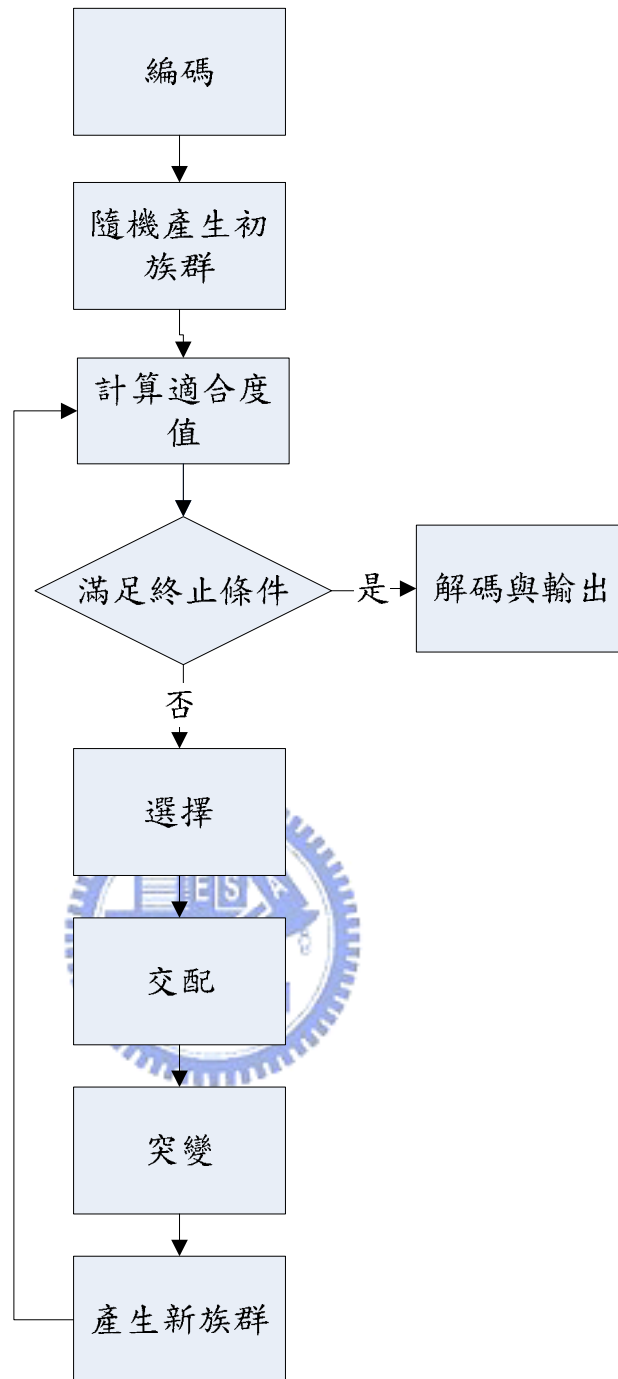 編碼
隨機產生初
族群
計算適合度
值
滿足終止條件
是
解碼與輸出
否
選擇
E S A
交配
突變
產生新族群